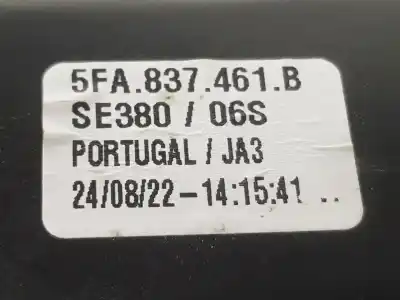 5FA.837.461.B
SE380 / 06S
PORTUGAL / JA3
24/08/22-14:15:41 ..